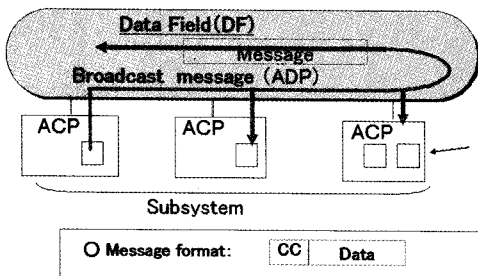 Data Field(DF)
Message
Broadcast message (ADP)
ACP
ACP
ACP
Subsystem
O Message format: CC Data